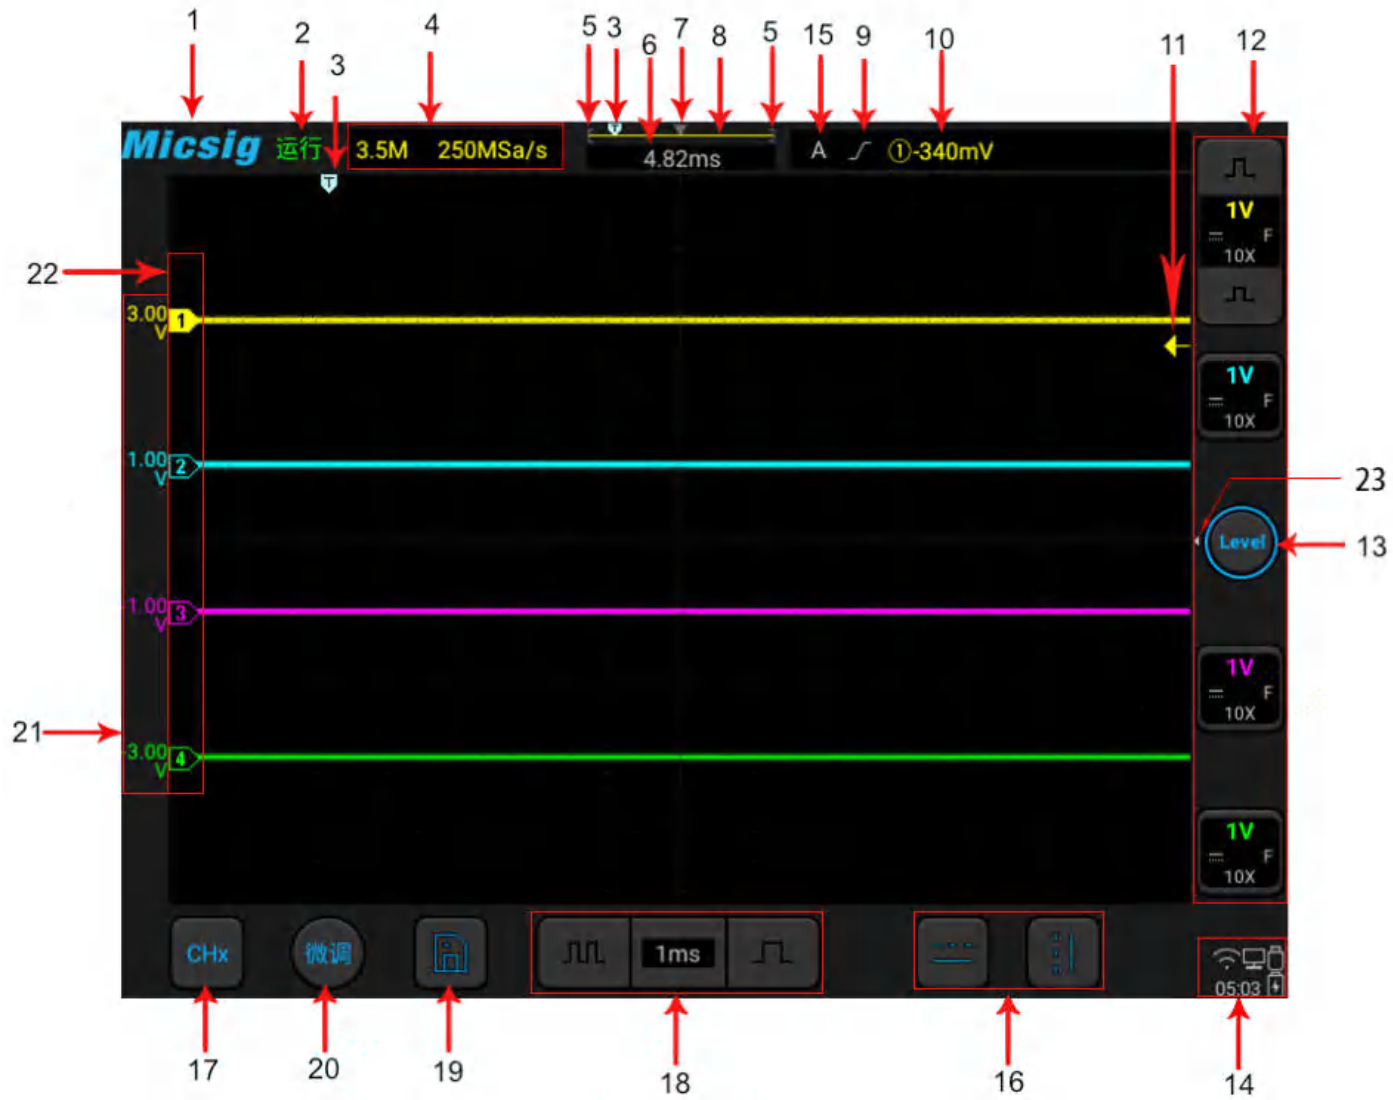 1 2 3 4 5 3 6 7 8 5 15 9 10 11 12
Micsig 运行 3.5M 250MSa/s T 4.82ms A ①-340mV
T
1V
F
10X
22
3.00 V 1
1V
F
10X
1.00 V 2
23
Level 13
-1.00 V 3
1V
F
10X
21
-3.00 V 4
1V
F
10X
CHx 微调 1ms
05:03
17 20 19 18 16 14